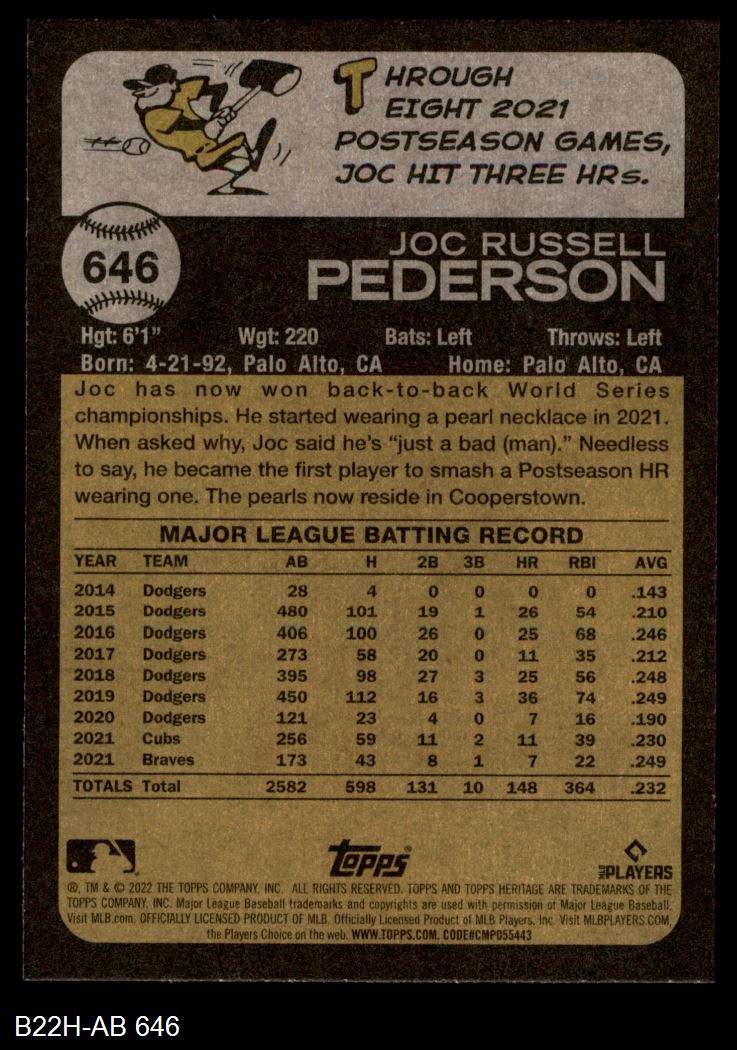 THROUGH
EIGHT 2021
POSTSEASON GAMES,
JOC HIT THREE HRs.
646
JOC RUSSELL
PEDERSON
Hgt: 6'1" Wgt: 220 Bats: Left Throws: Left
Born: 4-21-92, Palo Alto, CA Home: Palo Alto, CA
Joc has now won back-to-back World Series
championships. He started wearing a pearl necklace in 2021.
When asked why, Joc said he's "just a bad (man)." Needless
to say, he became the first player to smash a Postseason HR
wearing one. The pearls now reside in Cooperstown.
MAJOR LEAGUE BATTING RECORD
YEAR TEAM AB H 2B 3B HR RBI AVG
2014 Dodgers 28 4 0 0 0 0 .143
2015 Dodgers 480 101 19 1 26 54 .210
2016 Dodgers 406 100 26 0 25 68 .246
2017 Dodgers 273 58 20 0 11 35 .212
2018 Dodgers 395 98 27 3 25 56 .248
2019 Dodgers 450 112 16 3 36 74 .249
2020 Dodgers 121 23 4 0 7 16 .190
2021 Cubs 256 59 11 2 11 39 .230
2021 Braves 173 43 8 1 7 22 .249
TOTALS Total 2582 598 131 10 148 364 .232
Topps®
MLB PLAYERS
®, TM & © 2022 THE TOPPS COMPANY, INC. ALL RIGHTS RESERVED. TOPPS AND TOPPS HERITAGE ARE TRADEMARKS OF THE
TOPPS COMPANY, INC. Major League Baseball trademarks and copyrights are used with permission of Major League Baseball.
Visit MLB.com. OFFICIALLY LICENSED PRODUCT OF MLB. Officially Licensed Product of MLB Players, Inc. Visit MLBPLAYERS.COM,
the Players Choice on the web. WWW.TOPPS.COM. CODE#CMP055443
B22H-AB 646